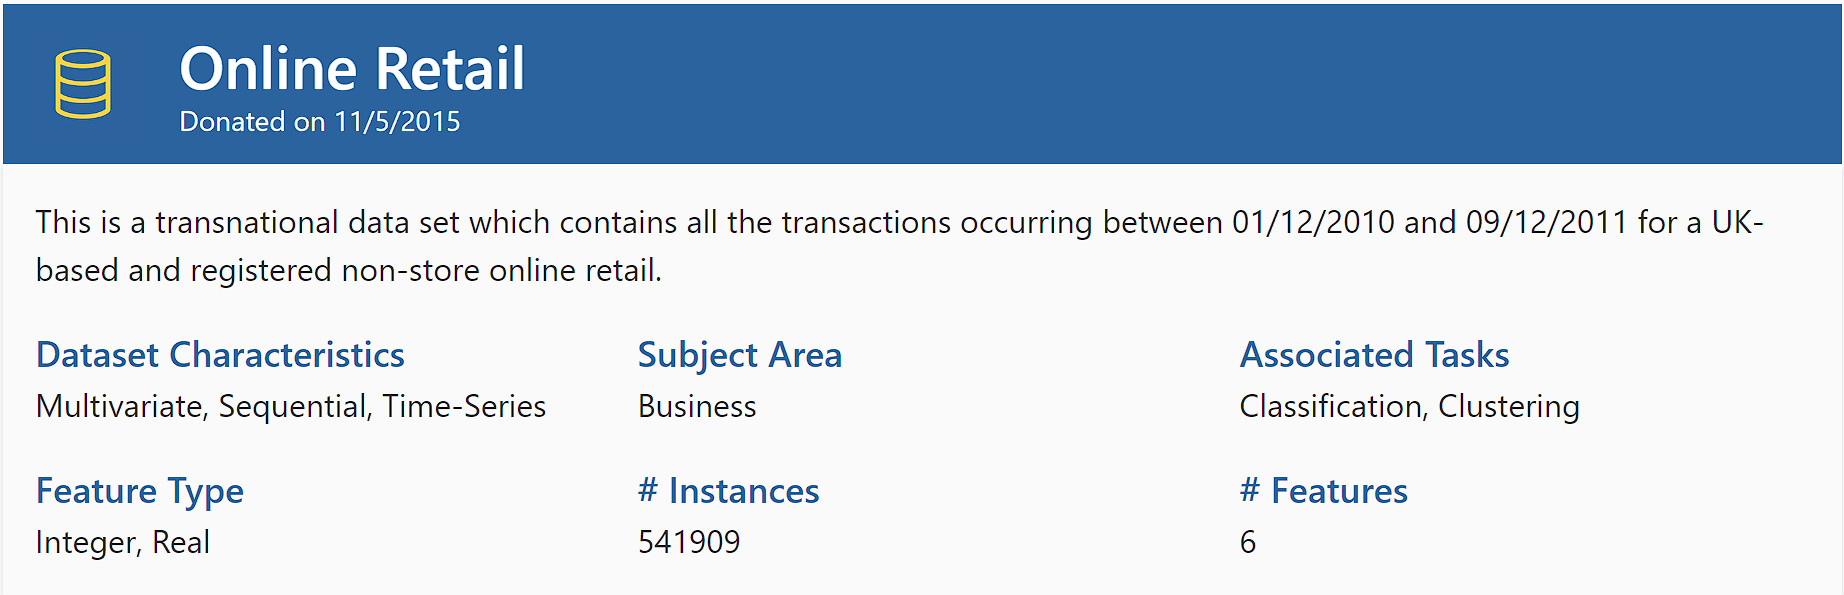 Online Retail
Donated on 11/5/2015
This is a transnational data set which contains all the transactions occurring between 01/12/2010 and 09/12/2011 for a UK-
based and registered non-store online retail.
Dataset Characteristics
Multivariate, Sequential, Time-Series
Subject Area
Business
Associated Tasks
Classification, Clustering
Feature Type
Integer, Real
# Instances
541909
# Features
6